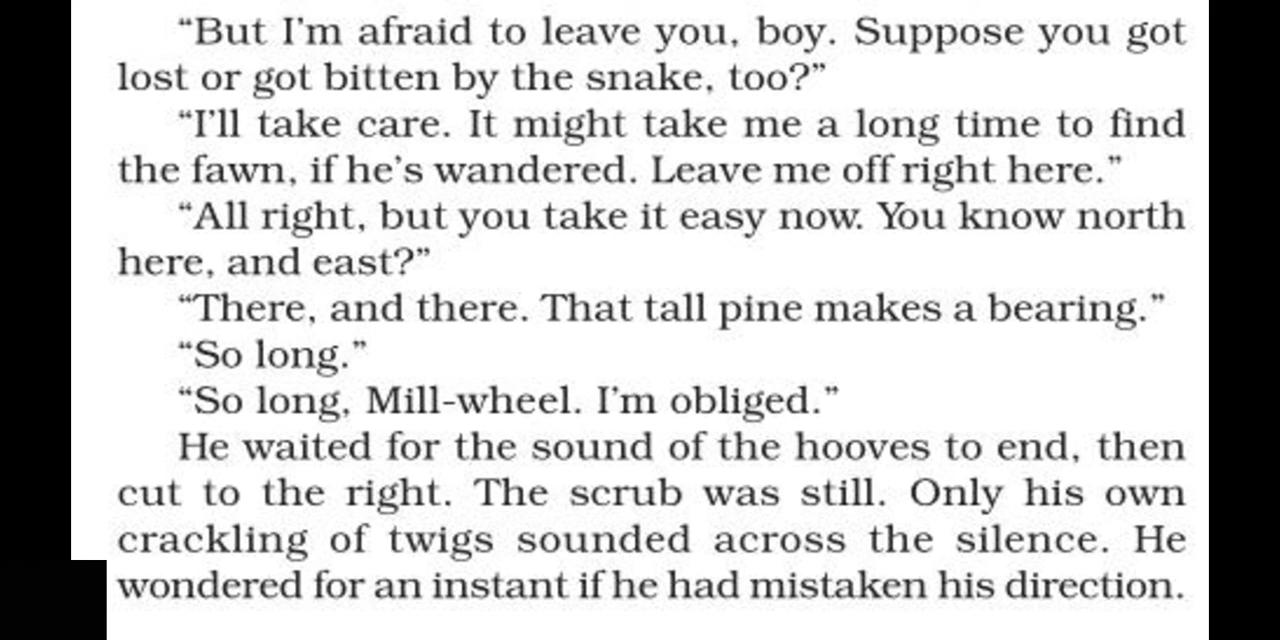 “But I’m afraid to leave you, boy. Suppose you got
lost or got bitten by the snake, too?”
“I’ll take care. It might take me a long time to find
the fawn, if he’s wandered. Leave me off right here.”
“All right, but you take it easy now. You know north
here, and east?”
“There, and there. That tall pine makes a bearing.”
“So long.”
“So long, Mill-wheel. I’m obliged.”
He waited for the sound of the hooves to end, then
cut to the right. The scrub was still. Only his own
crackling of twigs sounded across the silence. He
wondered for an instant if he had mistaken his direction.